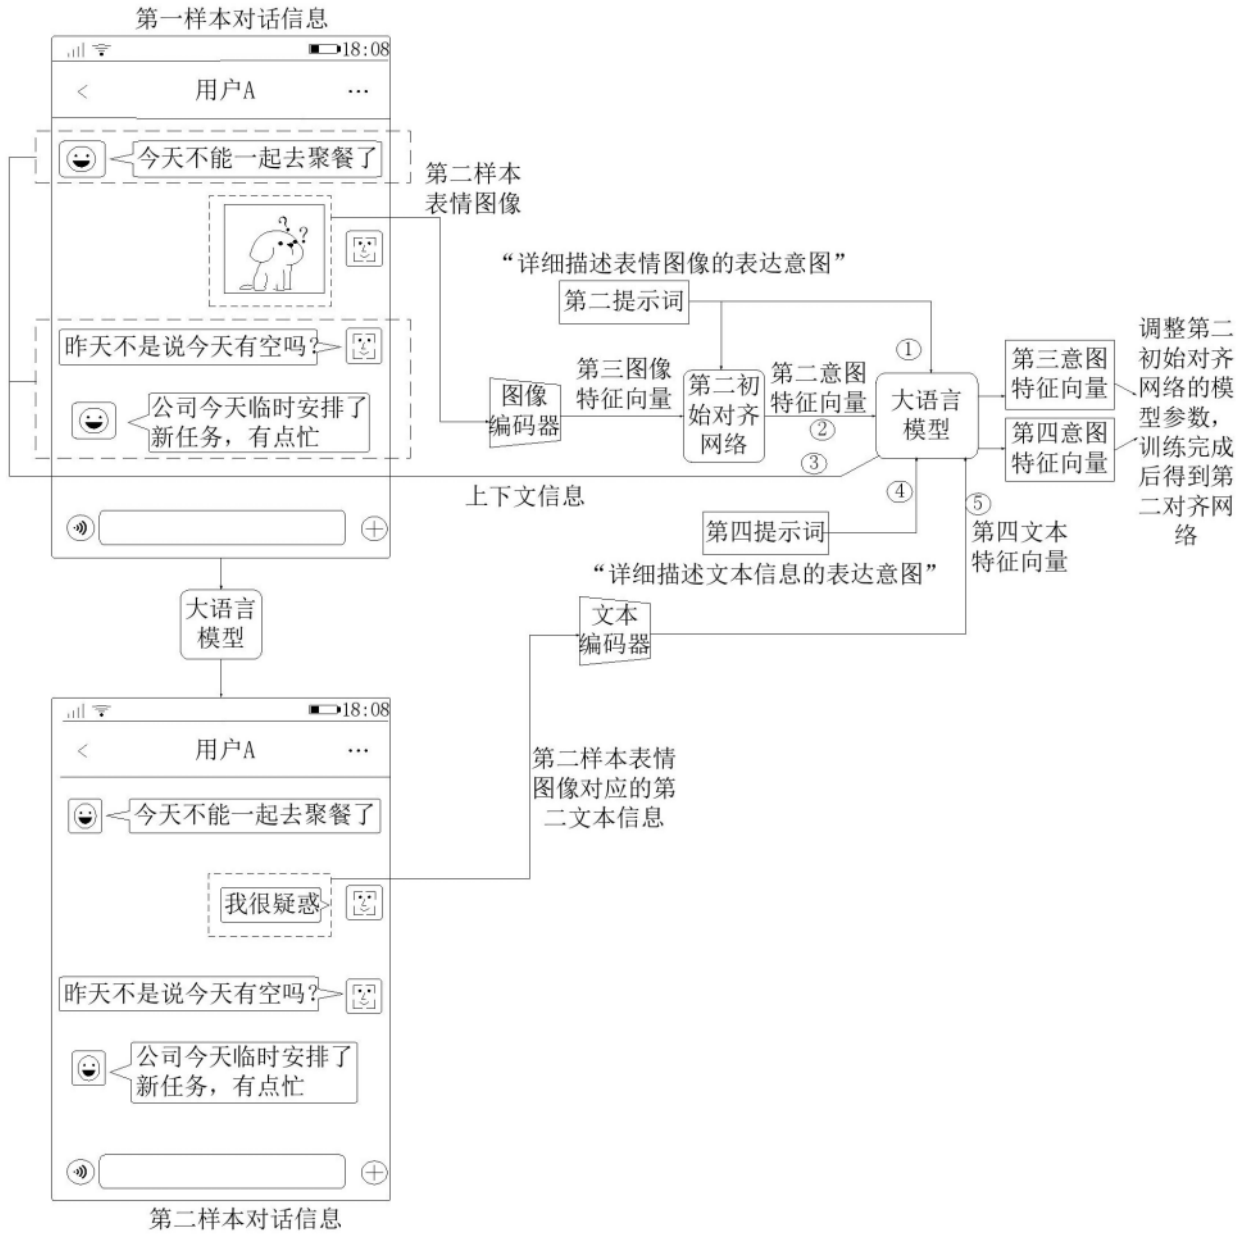 第一样本对话信息
18:08
<
用户A
…
今天不能一起去聚餐了
??
昨天不是说今天有空吗?
公司今天临时安排了
新任务，有点忙
第二样本
表情图像
“详细描述表情图像的表达意图”
第二提示词
图像
编码器
第三图像
特征向量
第二初
始对齐
网络
第二意图
特征向量
①
②
③
④
⑤
大语言
模型
第三意图
特征向量
第四意图
特征向量
调整第二
初始对齐
网络的模
型参数，
训练完成
后得到第
二对齐网
络
上下文信息
第四提示词
“详细描述文本信息的表达意图”
第四文本
特征向量
文本
编码器
大语言
模型
18:08
<
用户A
…
今天不能一起去聚餐了
我很疑惑
昨天不是说今天有空吗?
公司今天临时安排了
新任务，有点忙
第二样本表情
图像对应的第
二文本信息
第二样本对话信息